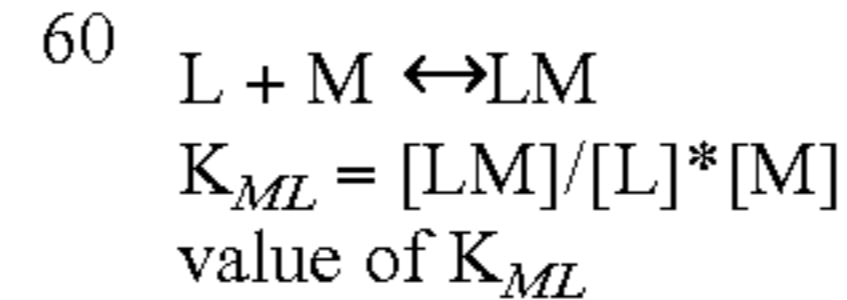 60
L + M ↔LM
K_ML = [LM]/[L]*[M]
value of K_ML